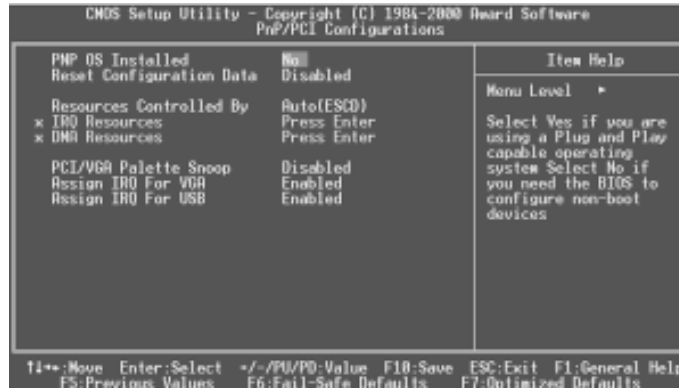 CMOS Setup Utility - Copyright (C) 1984-2000 Award Software
PnP/PCI Configurations
PNP OS Installed No
Reset Configuration Data Disabled
Resources Controlled By Auto(ESCD)
x IRQ Resources Press Enter
x DMA Resources Press Enter
PCI/VGA Palette Snoop Disabled
Assign IRQ For VGA Enabled
Assign IRQ For USB Enabled
Item Help
Menu Level ►
Select Yes if you are
using a Plug and Play
capable operating
system Select No if
you need the BIOS to
configure non-boot
devices
↑↓→←:Move Enter:Select +/-/PU/PD:Value F10:Save ESC:Exit F1:General Help
F5:Previous Values F6:Fail-Safe Defaults F7:Optimized Defaults